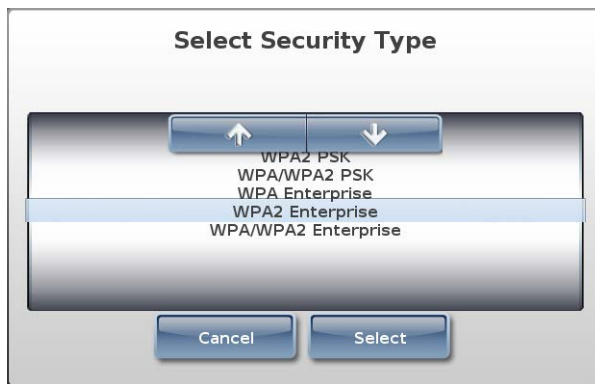 Select Security Type
WPA2 PSK
WPA/WPA2 PSK
WPA Enterprise
WPA2 Enterprise
WPA/WPA2 Enterprise
Cancel
Select